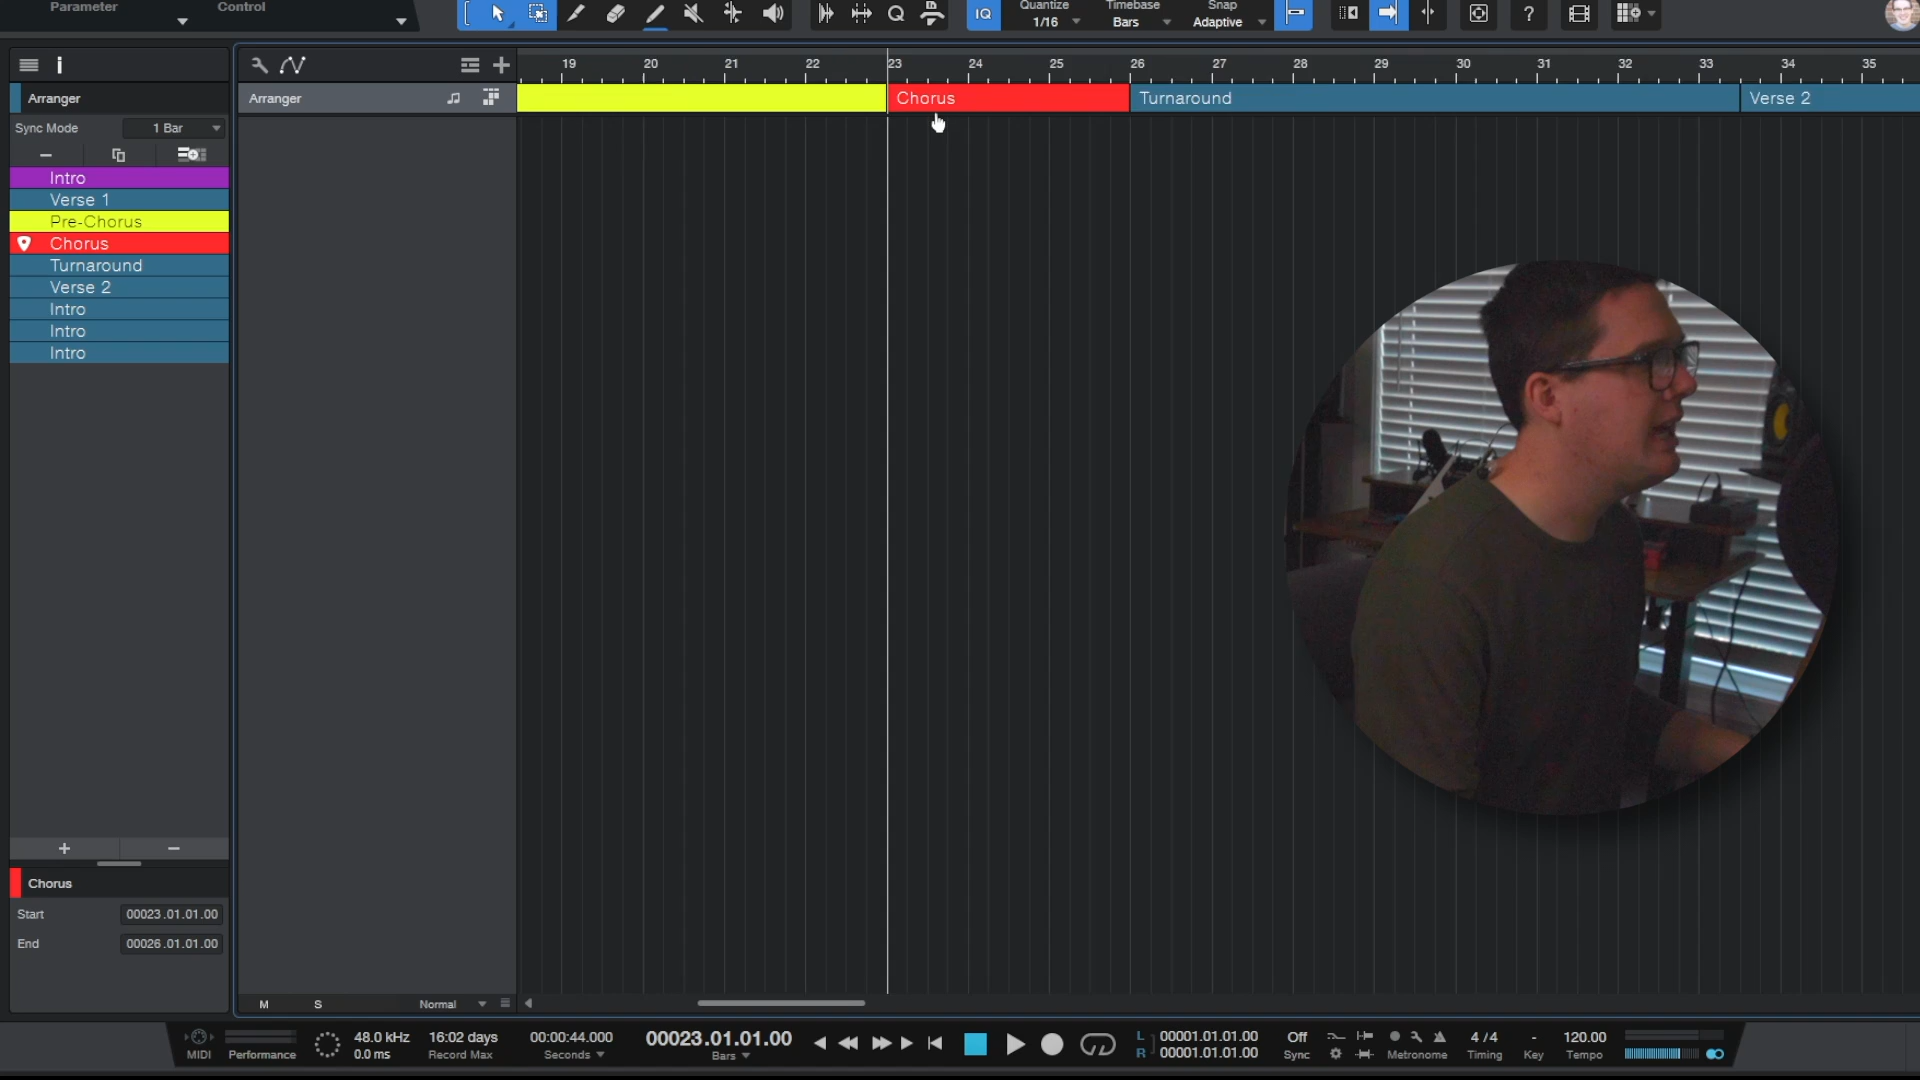 Parameter
Control
IQ
Quantize
1/16
Timebase
Bars
Snap
Adaptive
Q
?
i
19 20 21 22 23 24 25 26 27 28 29 30 31 32 33 34 35
Arranger
Arranger
Chorus
Turnaround
Verse 2
Sync Mode
1 Bar
Intro
Verse 1
Pre-Chorus
Chorus
Turnaround
Verse 2
Intro
Intro
Intro
Chorus
Start
00023.01.01.00
End
00026.01.01.00
M
S
Normal
MIDI
Performance
48.0 kHz
0.0 ms
16:02 days
Record Max
00:00:44.000
Seconds
00023.01.01.00
Bars
L 00001.01.01.00
R 00001.01.01.00
Off
Sync
Metronome
4 / 4
Timing
-
Key
120.00
Tempo